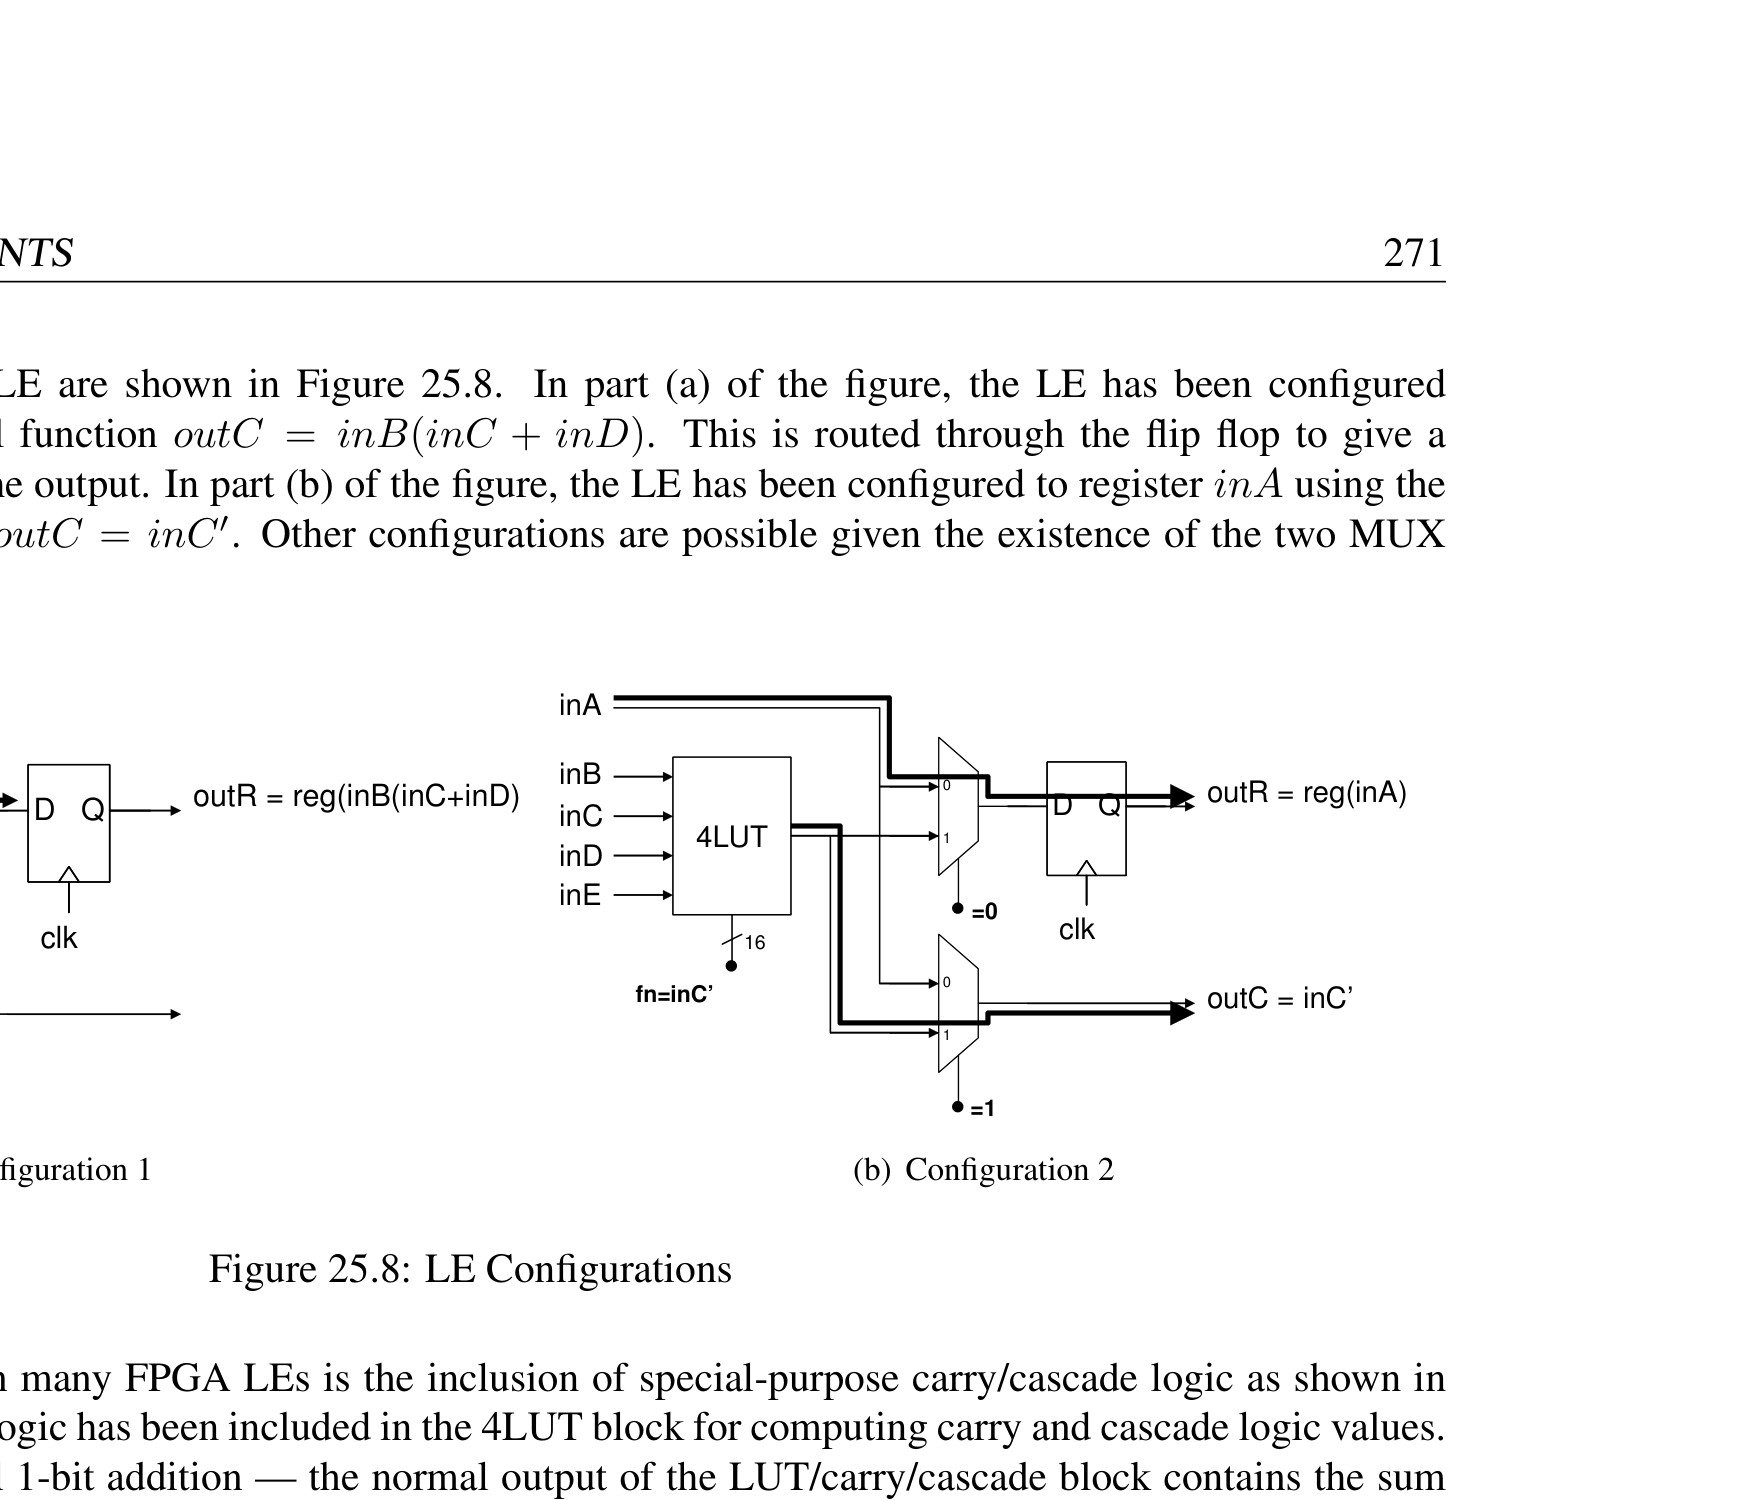 NTS 271
LE are shown in Figure 25.8. In part (a) of the figure, the LE has been configured
function outC = inB(inC + inD). This is routed through the flip flop to give a
output. In part (b) of the figure, the LE has been configured to register inA using the
outC = inC′. Other configurations are possible given the existence of the two MUX
D Q
outR = reg(inB(inC+inD)
clk
inA
inB
inC
inD
inE
4LUT
16
fn=inC’
0
1
=0
D Q
clk
outR = reg(inA)
0
1
=1
outC = inC’
figuration 1
(b) Configuration 2
Figure 25.8: LE Configurations
many FPGA LEs is the inclusion of special-purpose carry/cascade logic as shown in
ogic has been included in the 4LUT block for computing carry and cascade logic values.
1-bit addition — the normal output of the LUT/carry/cascade block contains the sum